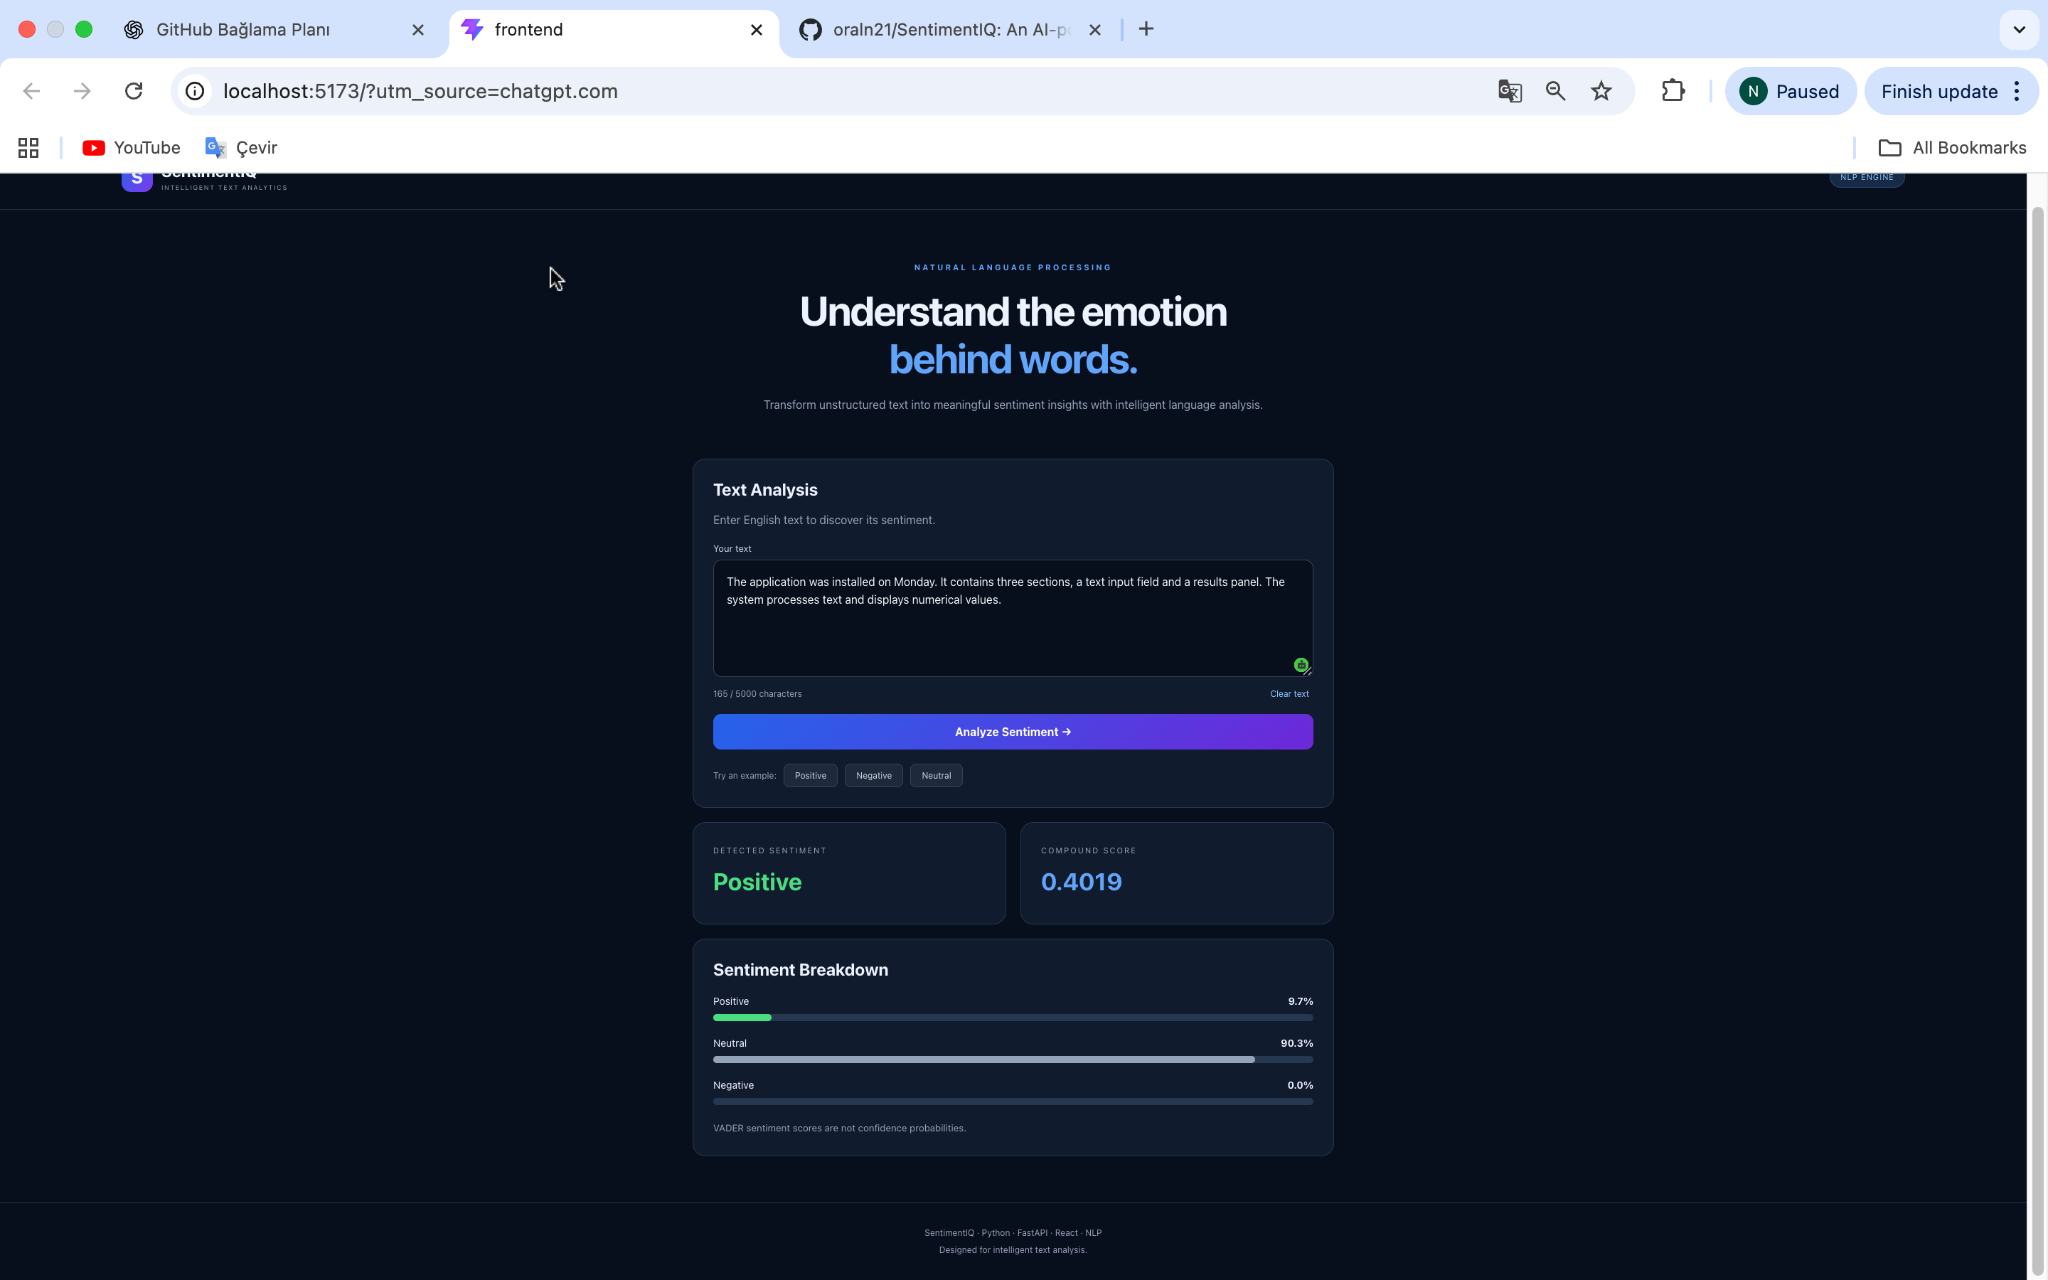 GitHub Bağlama Planı
frontend
oraln21/SentimentIQ: An AI-po
localhost:5173/?utm_source=chatgpt.com
N
Paused
Finish update
YouTube
Çevir
All Bookmarks
S
SentimentIQ
INTELLIGENT TEXT ANALYTICS
NLP ENGINE
NATURAL LANGUAGE PROCESSING
Understand the emotion
behind words.
Transform unstructured text into meaningful sentiment insights with intelligent language analysis.
Text Analysis
Enter English text to discover its sentiment.
Your text
The application was installed on Monday. It contains three sections, a text input field and a results panel. The
system processes text and displays numerical values.
165 / 5000 characters
Clear text
Analyze Sentiment →
Try an example:
Positive
Negative
Neutral
DETECTED SENTIMENT
Positive
COMPOUND SCORE
0.4019
Sentiment Breakdown
Positive 9.7%
Neutral 90.3%
Negative 0.0%
VADER sentiment scores are not confidence probabilities.
SentimentIQ · Python · FastAPI · React · NLP
Designed for intelligent text analysis.